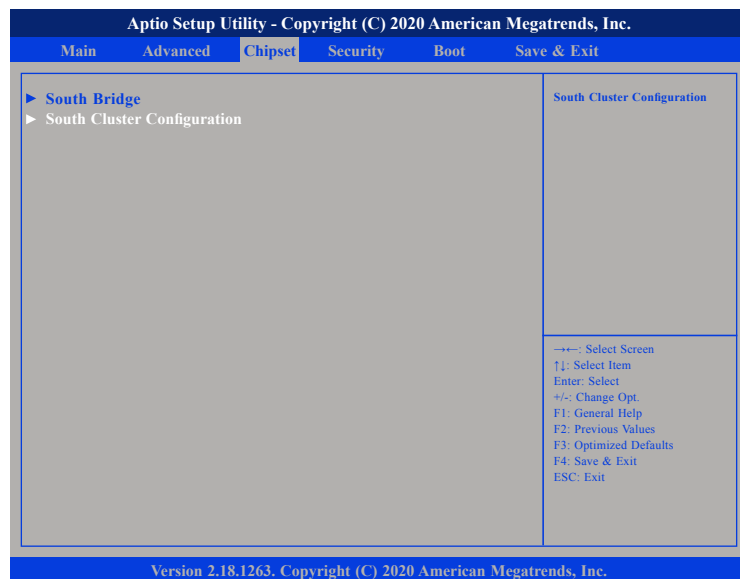 Aptio Setup Utility - Copyright (C) 2020 American Megatrends, Inc.
Main Advanced Chipset Security Boot Save & Exit
► South Bridge
► South Cluster Configuration
South Cluster Configuration
→←: Select Screen
↑↓: Select Item
Enter: Select
+/-: Change Opt.
F1: General Help
F2: Previous Values
F3: Optimized Defaults
F4: Save & Exit
ESC: Exit
Version 2.18.1263. Copyright (C) 2020 American Megatrends, Inc.